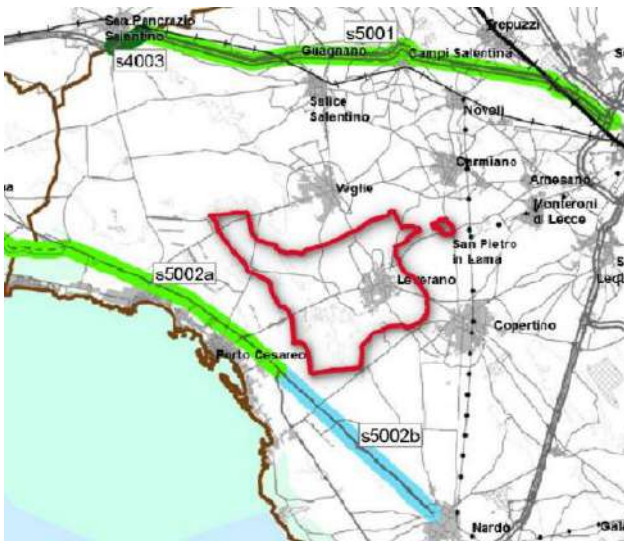 San Pancrazio
Salentino
s4003
s5001
Guagnano
Campi Salentina
Trepuzzi
Salice
Salentino
Novoli
Carmiano
Arnesano
Monteroni
di Lecce
Veglie
San Pietro
in Lama
s5002a
Leverano
Copertino
Porto Cesareo
s5002b
Nardò